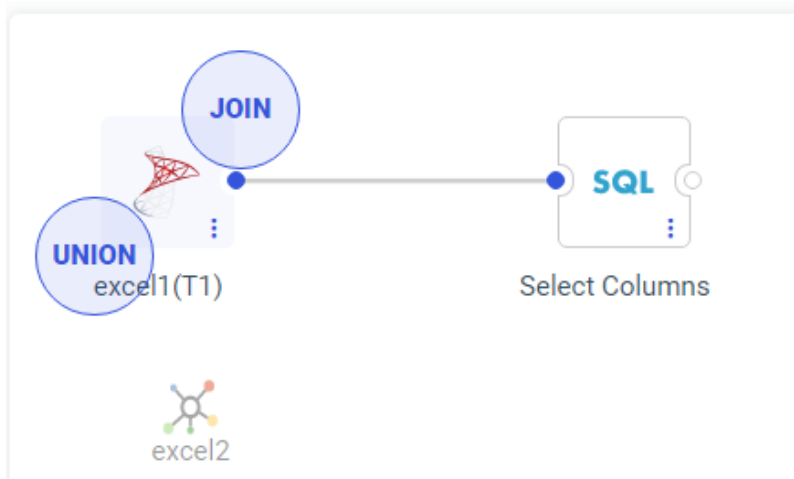 JOIN
SQL
UNION
excel1(T1)
Select Columns
excel2